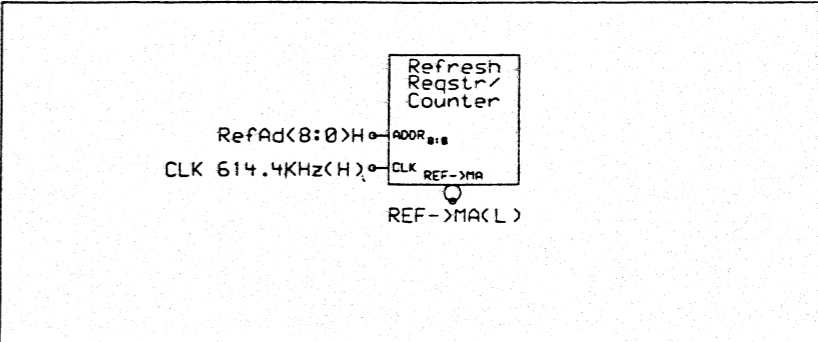 Refresh
Reqstr/
Counter
RefAd(8:0)H ADDR8:0
CLK 614.4KHz(H) CLK
REF->MA
REF->MA(L)